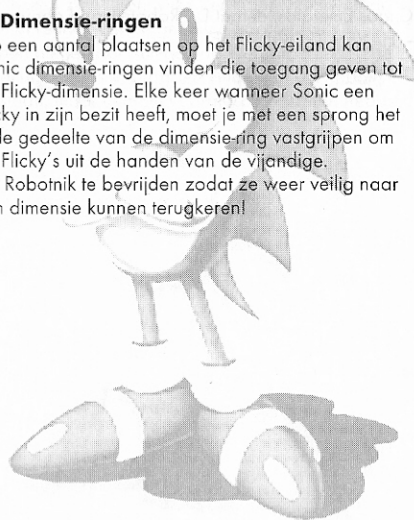 Dimensie-ringen
een aantal plaatsen op het Flicky-eiland kan
nic dimensie-ringen vinden die toegang geven tot
Flicky-dimensie. Elke keer wanneer Sonic een
ky in zijn bezit heeft, moet je met een sprong het
le gedeelte van de dimensie-ring vastgrijpen om
Flicky's uit de handen van de vijandige.
Robotnik te bevrijden zodat ze weer veilig naar
n dimensie kunnen terugkeren!